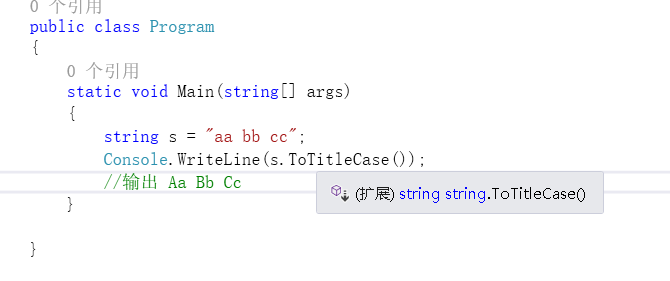 0 个引用
public class Program
{
0 个引用
static void Main(string[] args)
{
string s = "aa bb cc";
Console.WriteLine(s.ToTitleCase());
//输出 Aa Bb Cc
(扩展) string string.ToTitleCase()
}
}